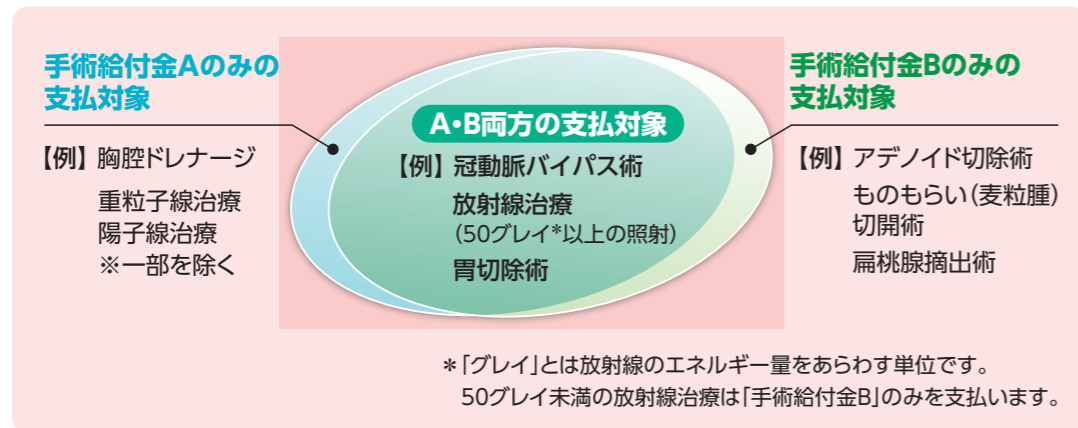 手術給付金Aのみの
支払対象
【例】胸腔ドレナージ
重粒子線治療
陽子線治療
※一部を除く
A・B両方の支払対象
【例】冠動脈バイパス術
放射線治療
（50グレイ*以上の照射）
胃切除術
手術給付金Bのみの
支払対象
【例】アデノイド切除術
ものもらい（麦粒腫）
切開術
扁桃腺摘出術
*「グレイ」とは放射線のエネルギー量をあらわす単位です。
50グレイ未満の放射線治療は「手術給付金B」のみを支払います。